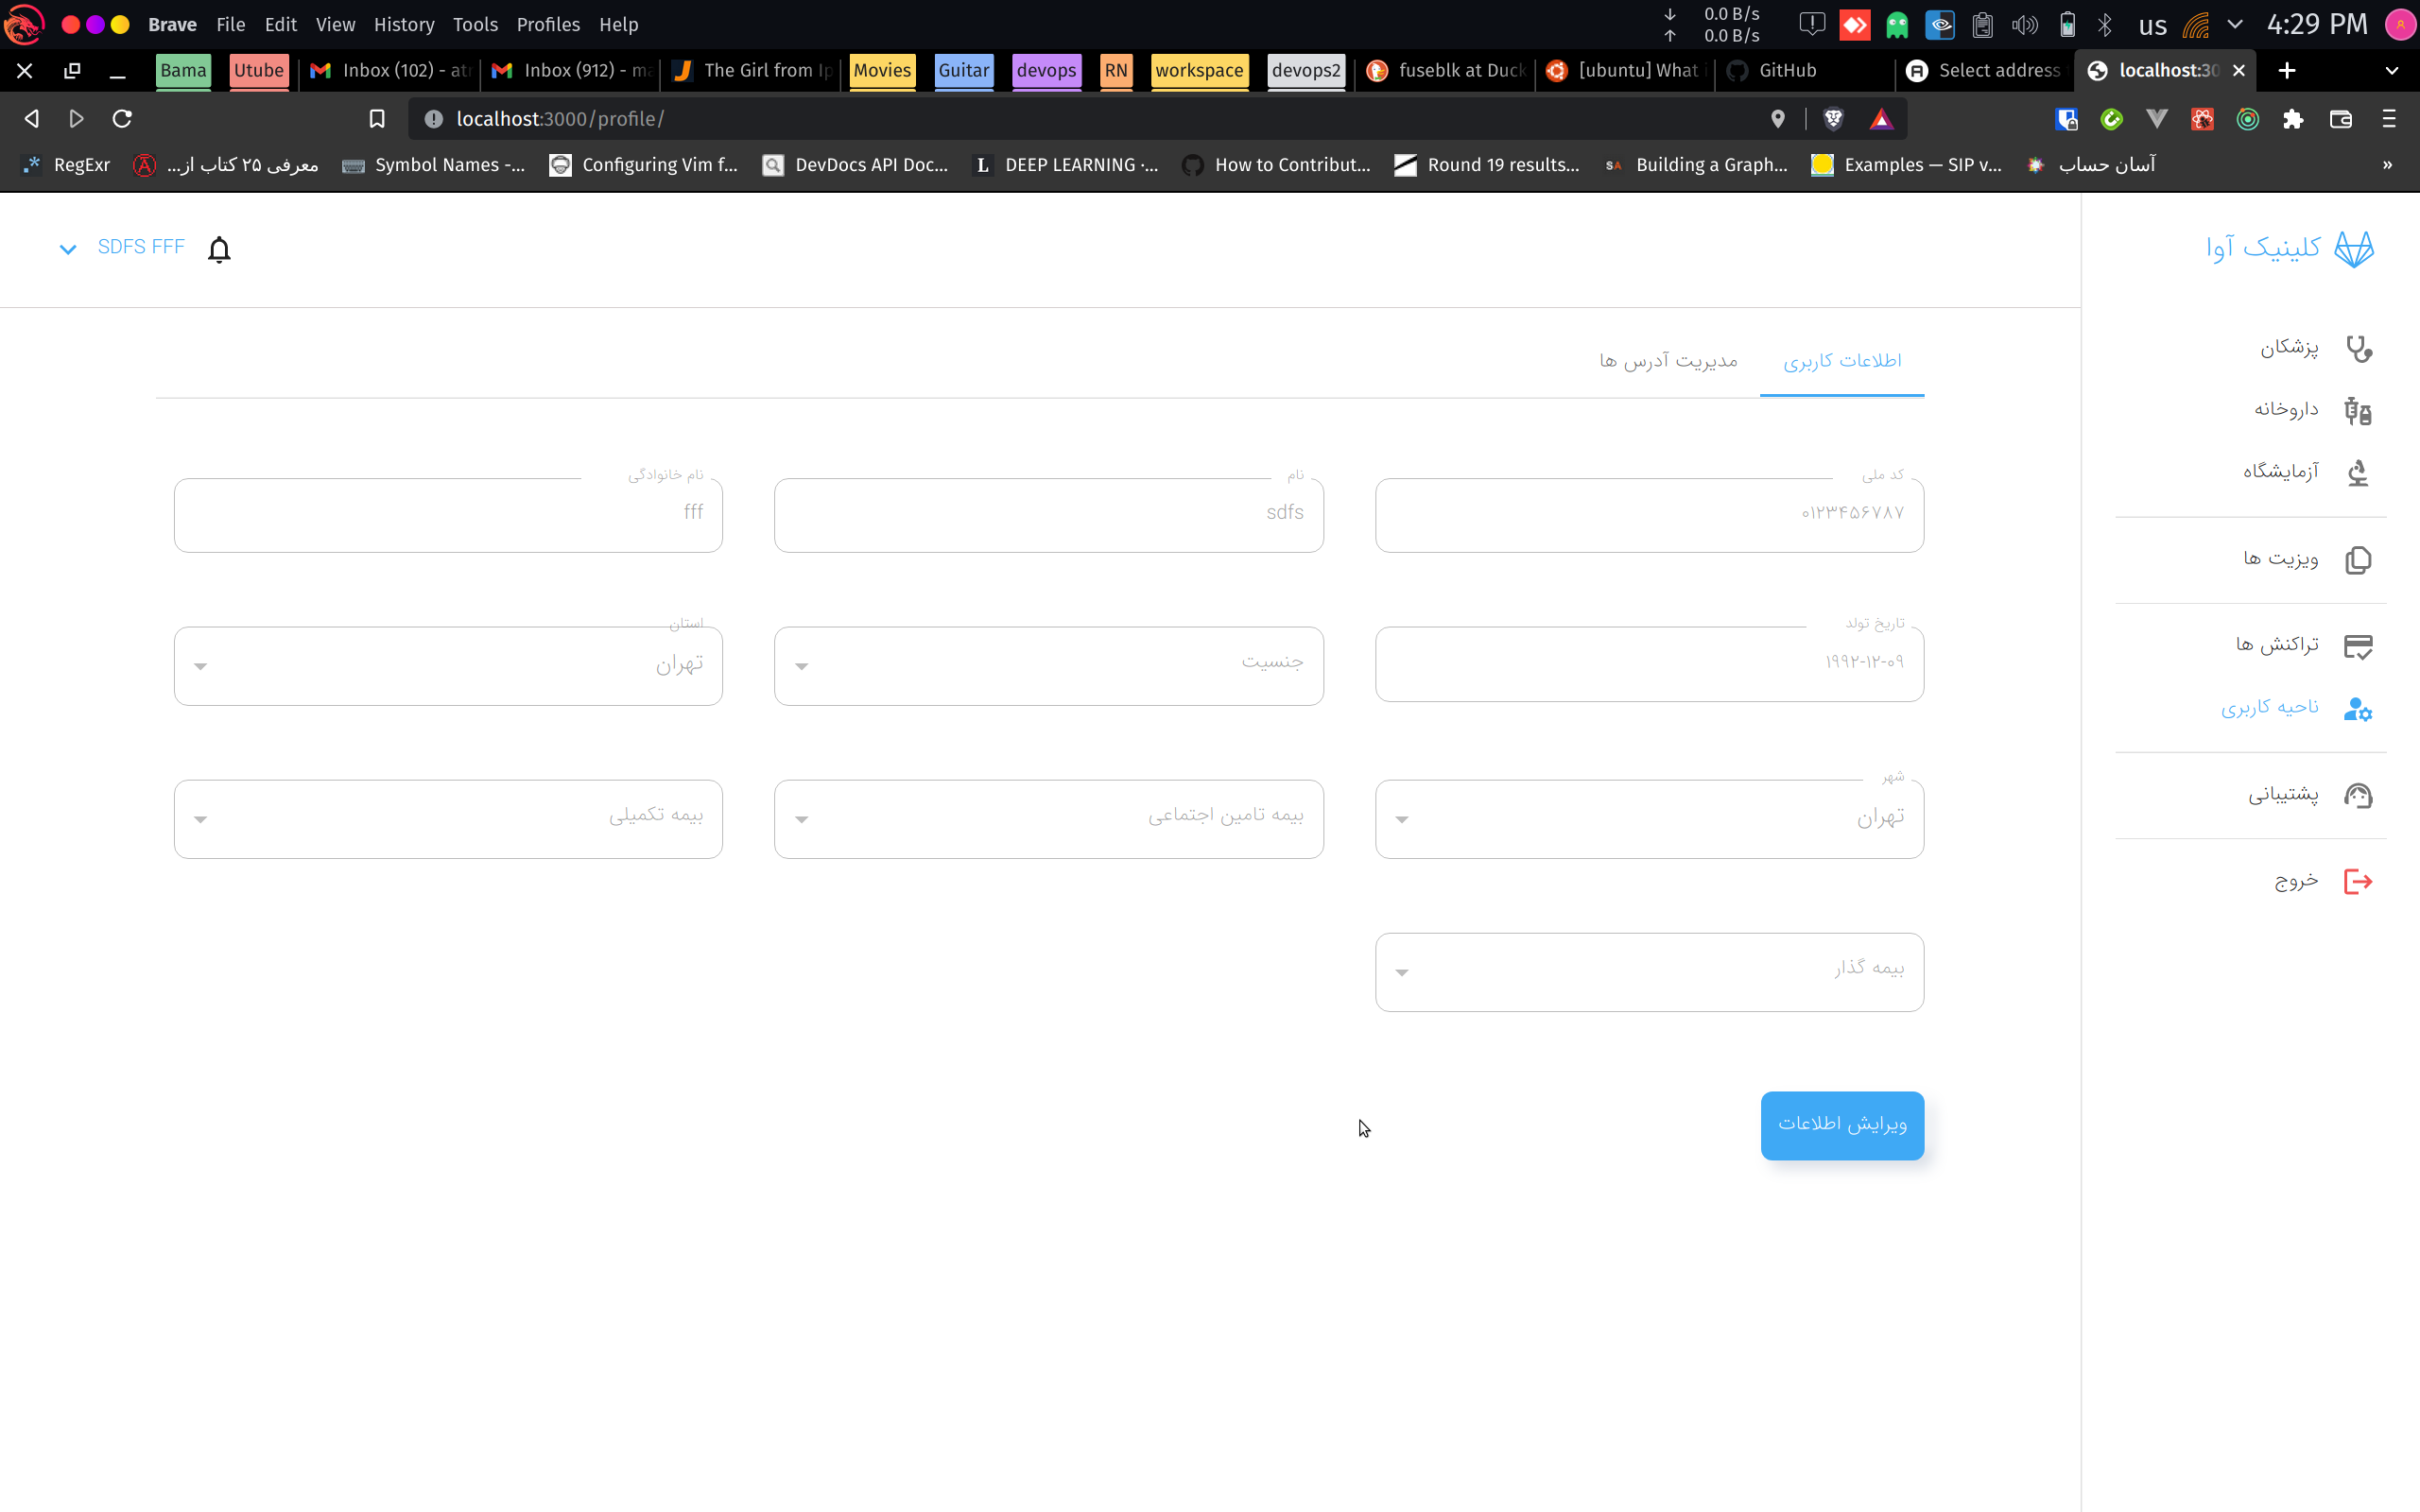 Brave File Edit View History Tools Profiles Help
0.0 B/s
0.0 B/s
us
4:29 PM
Bama Utube Inbox (102) - atr Inbox (912) - ma The Girl from Ip Movies Guitar devops RN workspace devops2 fuseblk at Duck [ubuntu] What i GitHub Select address localhost:30
localhost:3000/profile/
RegExr
معرفی ۲۵ کتاب از...
Symbol Names -... Configuring Vim f... DevDocs API Doc... DEEP LEARNING ·... How to Contribut... Round 19 results... Building a Graph... Examples — SIP v...
آسان حساب
»
کلینیک آوا
SDFS FFF
پزشکان
داروخانه
آزمایشگاه
ویزیت ها
تراکنش ها
ناحیه کاربری
پشتیبانی
خروج
اطلاعات کاربری
مدیریت آدرس ها
کد ملی
۰۱۲۳۴۵۶۷۸۷
نام
sdfs
نام خانوادگی
fff
تاریخ تولد
۱۹۹۲-۱۲-۰۹
جنسیت
استان
تهران
شهر
تهران
بیمه تامین اجتماعی
بیمه تکمیلی
بیمه گذار
ویرایش اطلاعات